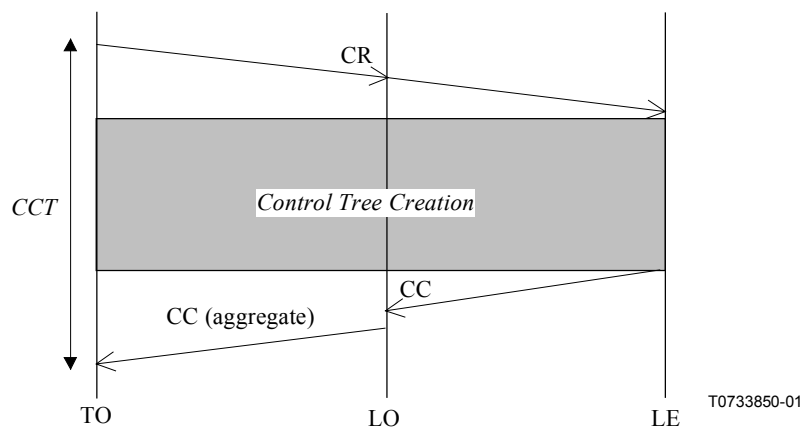 CR
CCT
Control Tree Creation
CC
CC (aggregate)
TO
LO
LE
T0733850-01